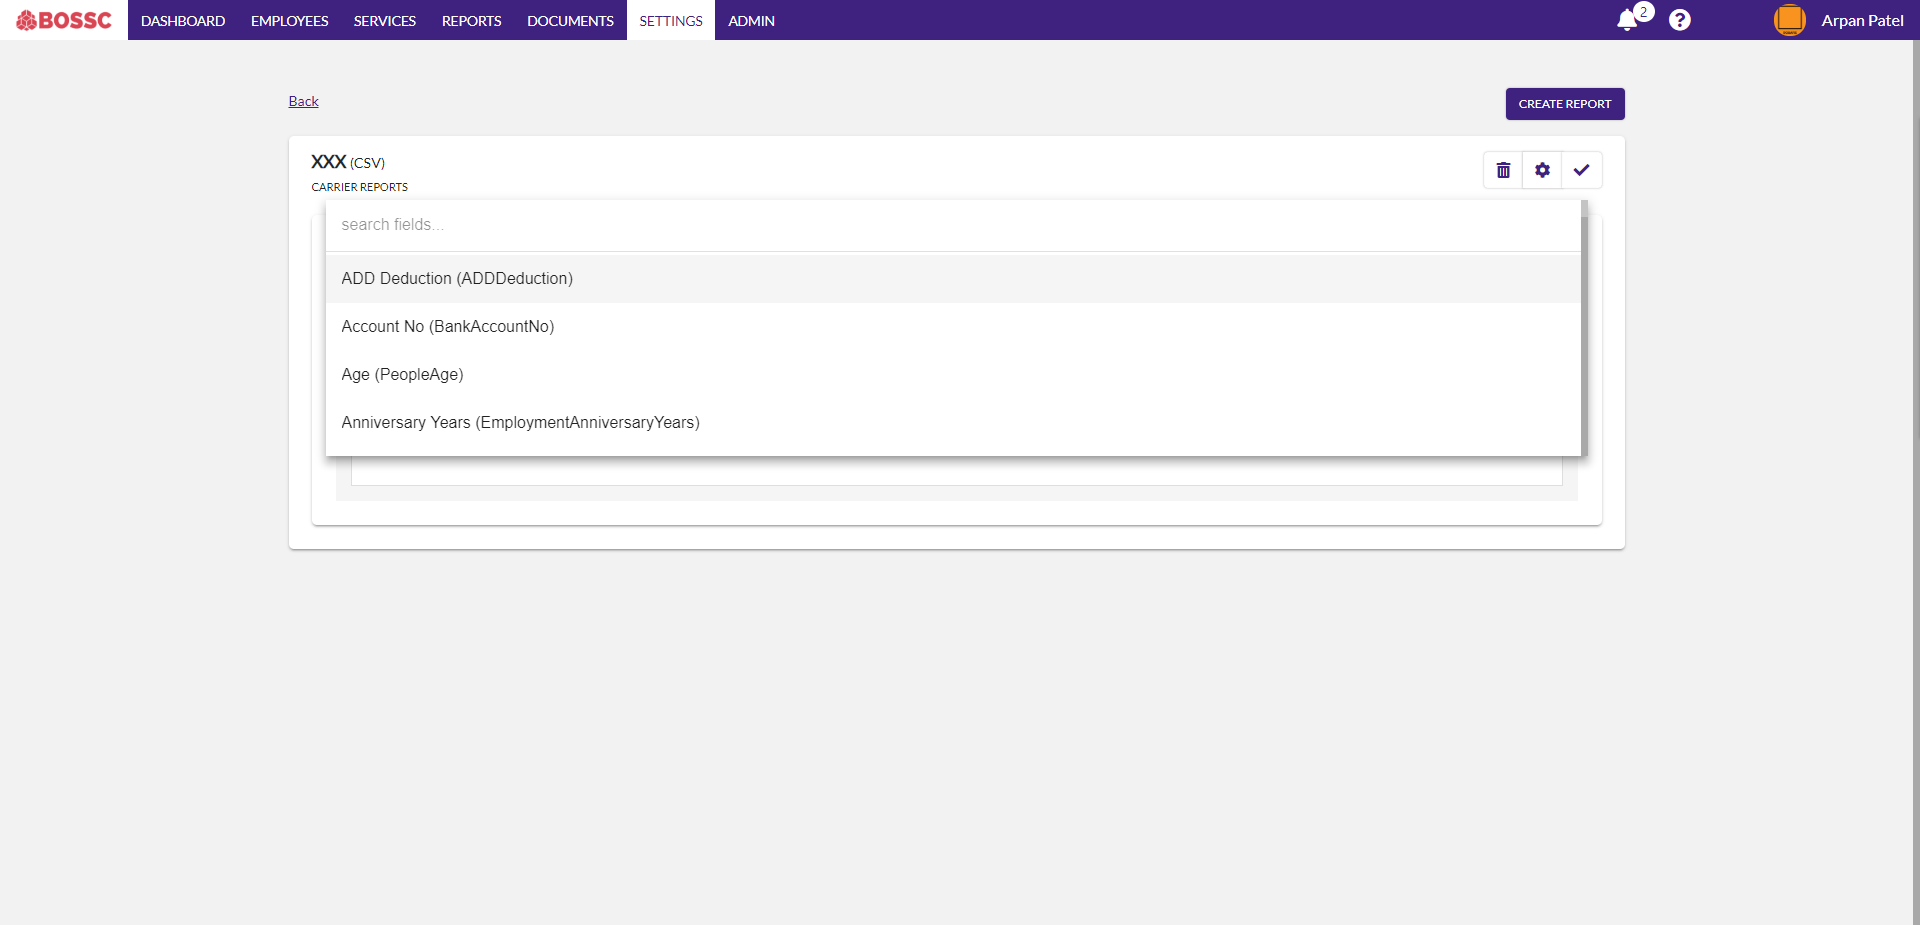 BOSSC DASHBOARD EMPLOYEES SERVICES REPORTS DOCUMENTS SETTINGS ADMIN 2 ? Arpan Patel
Back CREATE REPORT
XXX (CSV)
CARRIER REPORTS
search fields...
ADD Deduction (ADDDeduction)
Account No (BankAccountNo)
Age (PeopleAge)
Anniversary Years (EmploymentAnniversaryYears)